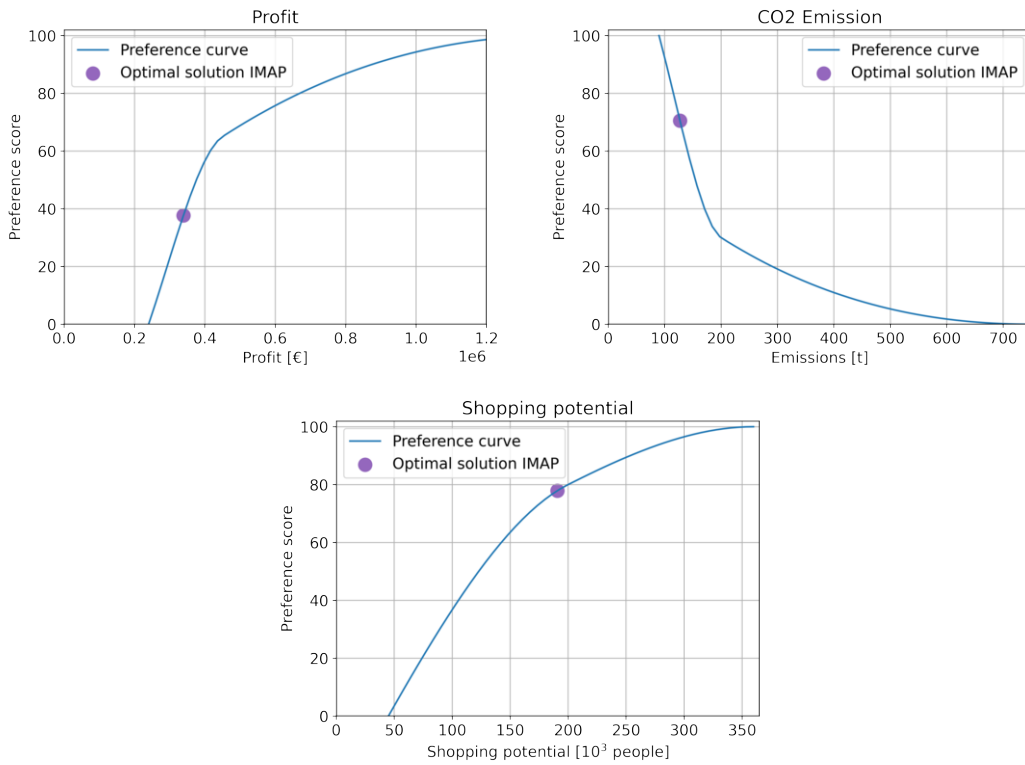 Profit
Preference curve
Optimal solution IMAP
Preference score
100
80
60
40
20
0
0.0 0.2 0.4 0.6 0.8 1.0 1.2
1e6
Profit [€]
CO2 Emission
Preference curve
Optimal solution IMAP
Preference score
100
80
60
40
20
0
0 100 200 300 400 500 600 700
Emissions [t]
Shopping potential
Preference curve
Optimal solution IMAP
Preference score
100
80
60
40
20
0
0 50 100 150 200 250 300 350
Shopping potential [10³ people]